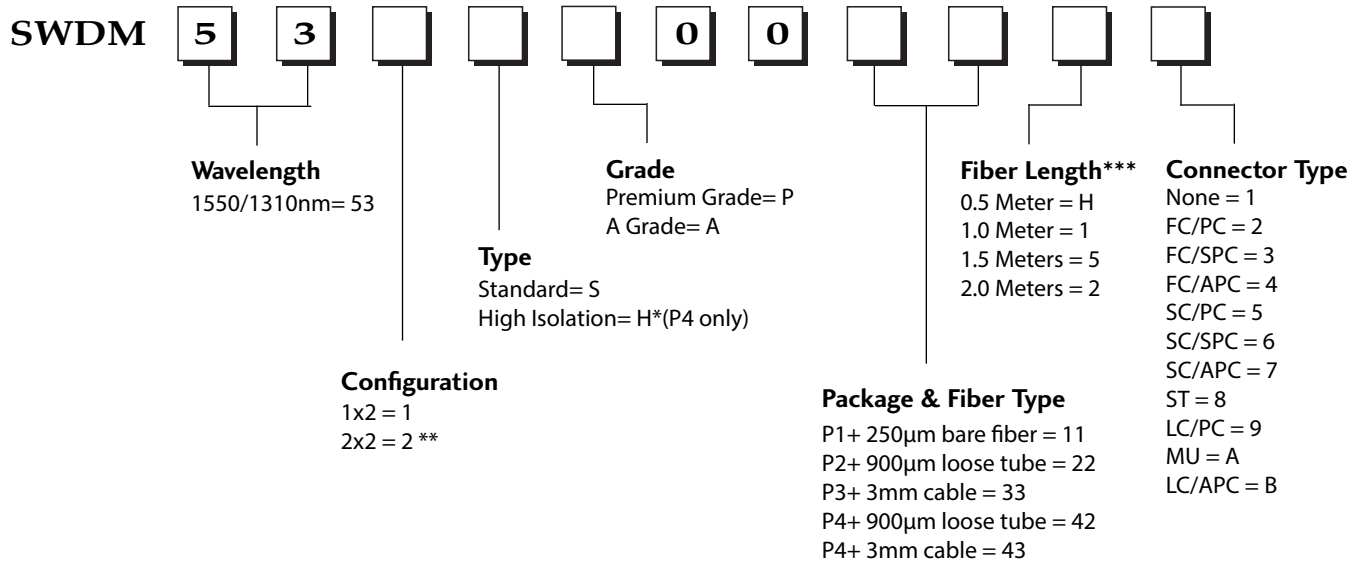 SWDM 5 3 0 0
Wavelength
1550/1310nm= 53
Configuration
1x2 = 1
2x2 = 2 **
Type
Standard= S
High Isolation= H*(P4 only)
Grade
Premium Grade= P
A Grade= A
Package & Fiber Type
P1+ 250µm bare fiber = 11
P2+ 900µm loose tube = 22
P3+ 3mm cable = 33
P4+ 900µm loose tube = 42
P4+ 3mm cable = 43
Fiber Length***
0.5 Meter = H
1.0 Meter = 1
1.5 Meters = 5
2.0 Meters = 2
Connector Type
None = 1
FC/PC = 2
FC/SPC = 3
FC/APC = 4
SC/PC = 5
SC/SPC = 6
SC/APC = 7
ST = 8
LC/PC = 9
MU = A
LC/APC = B